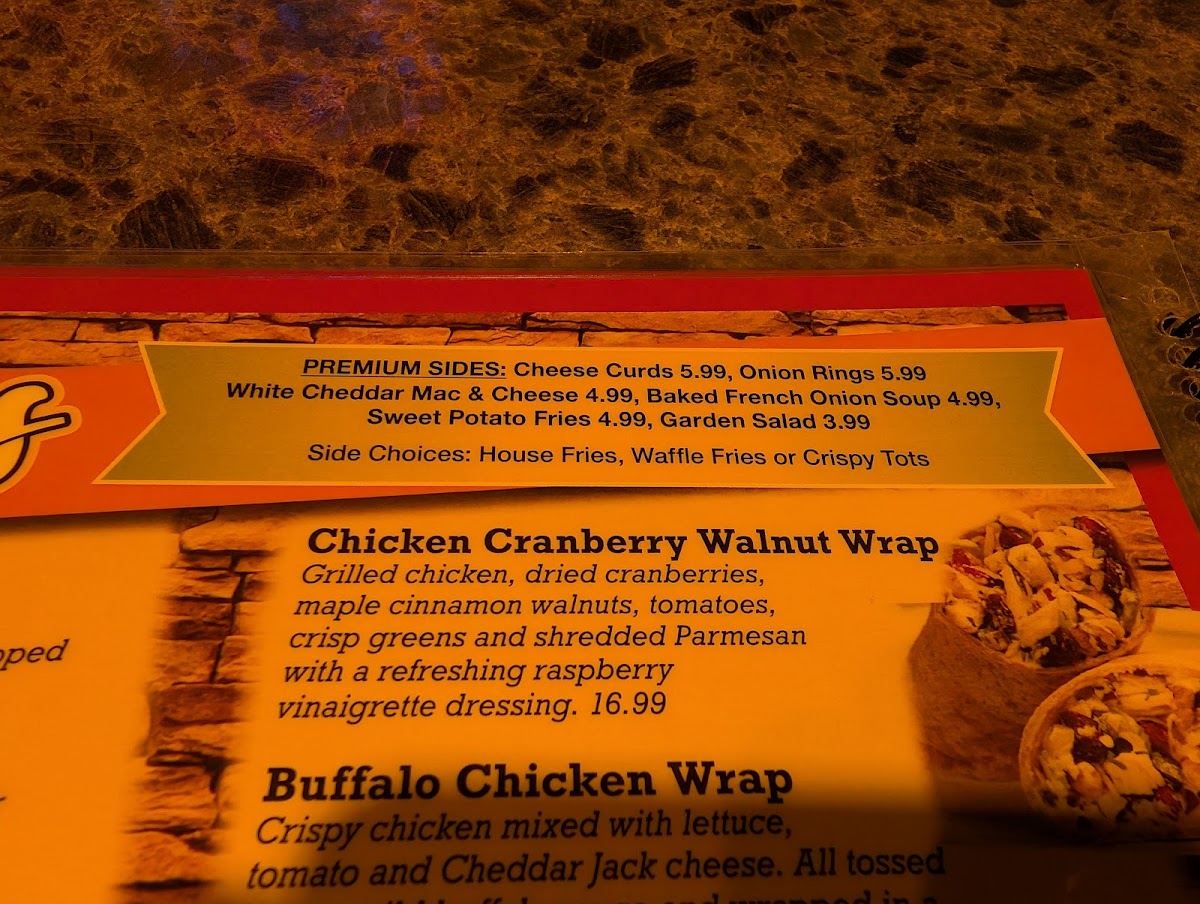 PREMIUM SIDES: Cheese Curds 5.99, Onion Rings 5.99
White Cheddar Mac & Cheese 4.99, Baked French Onion Soup 4.99,
Sweet Potato Fries 4.99, Garden Salad 3.99
Side Choices: House Fries, Waffle Fries or Crispy Tots
Chicken Cranberry Walnut Wrap
Grilled chicken, dried cranberries,
maple cinnamon walnuts, tomatoes,
crisp greens and shredded Parmesan
with a refreshing raspberry
vinaigrette dressing. 16.99
Buffalo Chicken Wrap
Crispy chicken mixed with lettuce,
tomato and Cheddar Jack cheese. All tossed